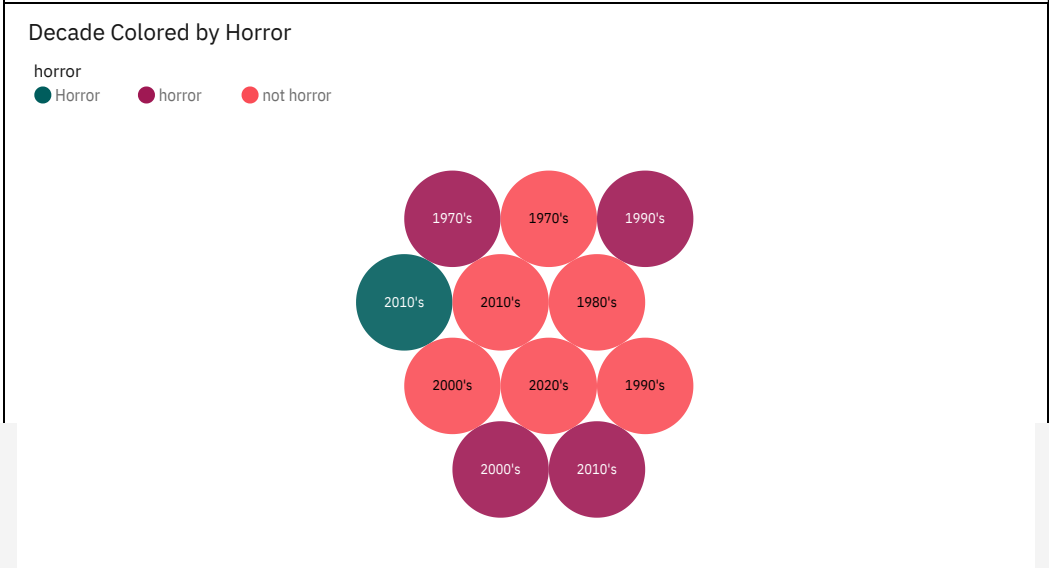 Decade Colored by Horror
horror
Horror horror not horror
1970's 1970's 1990's
2010's 2010's 1980's
2000's 2020's 1990's
2000's 2010's